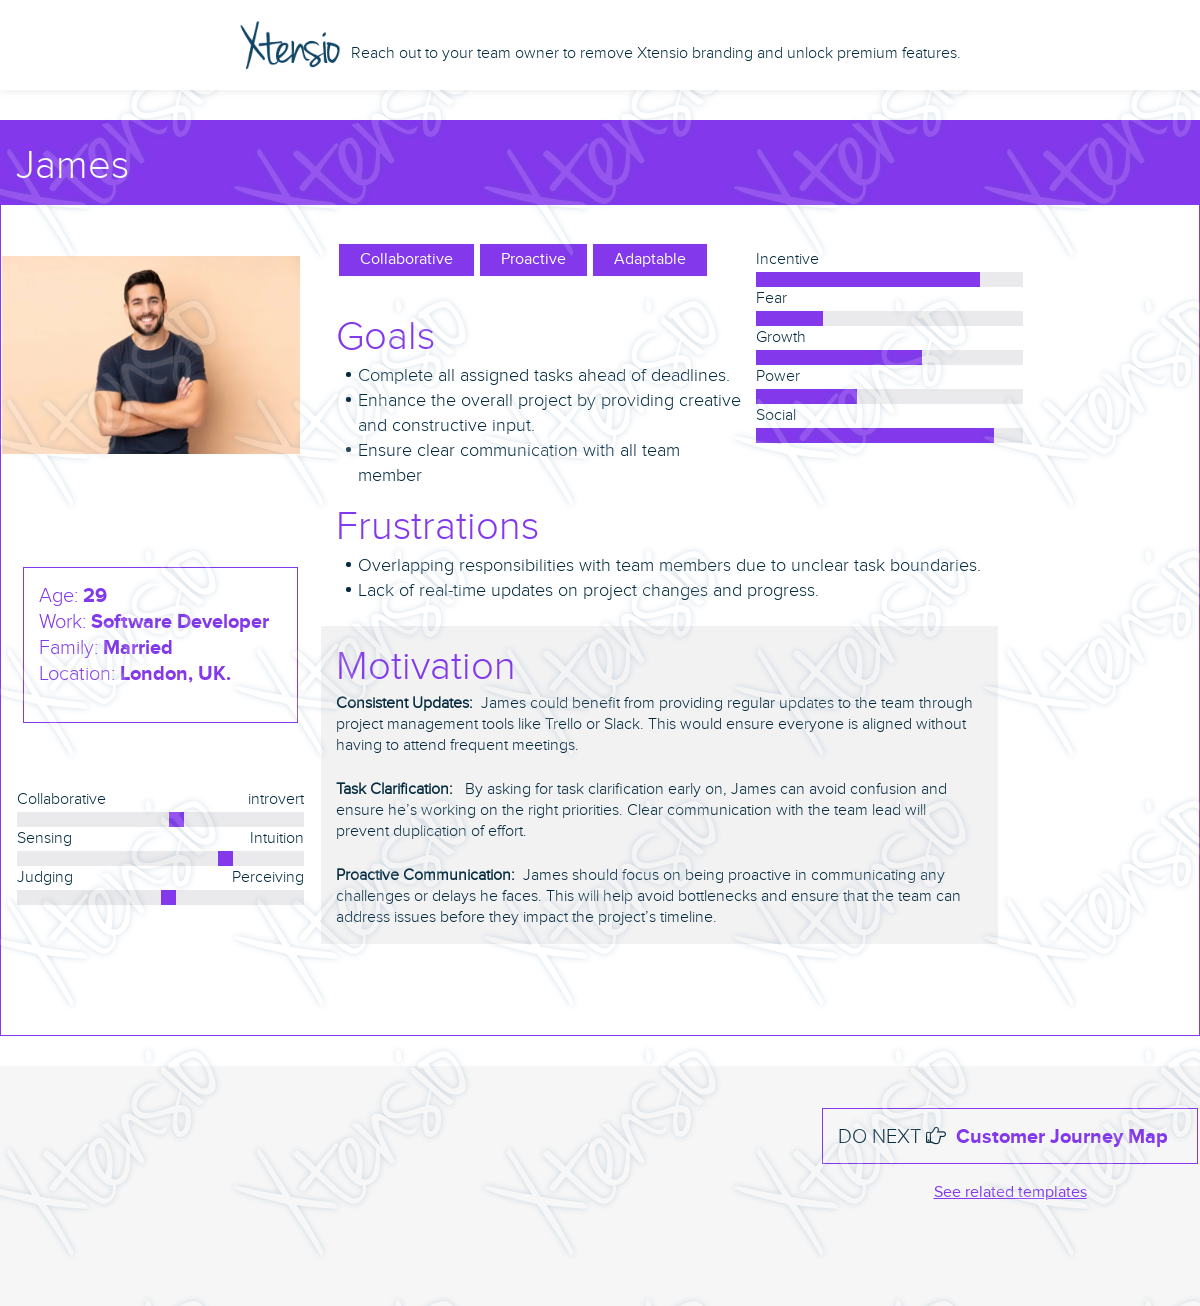 Xtensio Reach out to your team owner to remove Xtensio branding and unlock premium features.
James
Collaborative Proactive Adaptable
Goals
• Complete all assigned tasks ahead of deadlines.
• Enhance the overall project by providing creative
and constructive input.
• Ensure clear communication with all team
member
Incentive
Fear
Growth
Power
Social
Frustrations
• Overlapping responsibilities with team members due to unclear task boundaries.
• Lack of real-time updates on project changes and progress.
Age: 29
Work: Software Developer
Family: Married
Location: London, UK.
Motivation
Consistent Updates: James could benefit from providing regular updates to the team through
project management tools like Trello or Slack. This would ensure everyone is aligned without
having to attend frequent meetings.
Task Clarification: By asking for task clarification early on, James can avoid confusion and
ensure he’s working on the right priorities. Clear communication with the team lead will
prevent duplication of effort.
Proactive Communication: James should focus on being proactive in communicating any
challenges or delays he faces. This will help avoid bottlenecks and ensure that the team can
address issues before they impact the project’s timeline.
Collaborative introvert
Sensing Intuition
Judging Perceiving
DO NEXT Customer Journey Map
See related templates